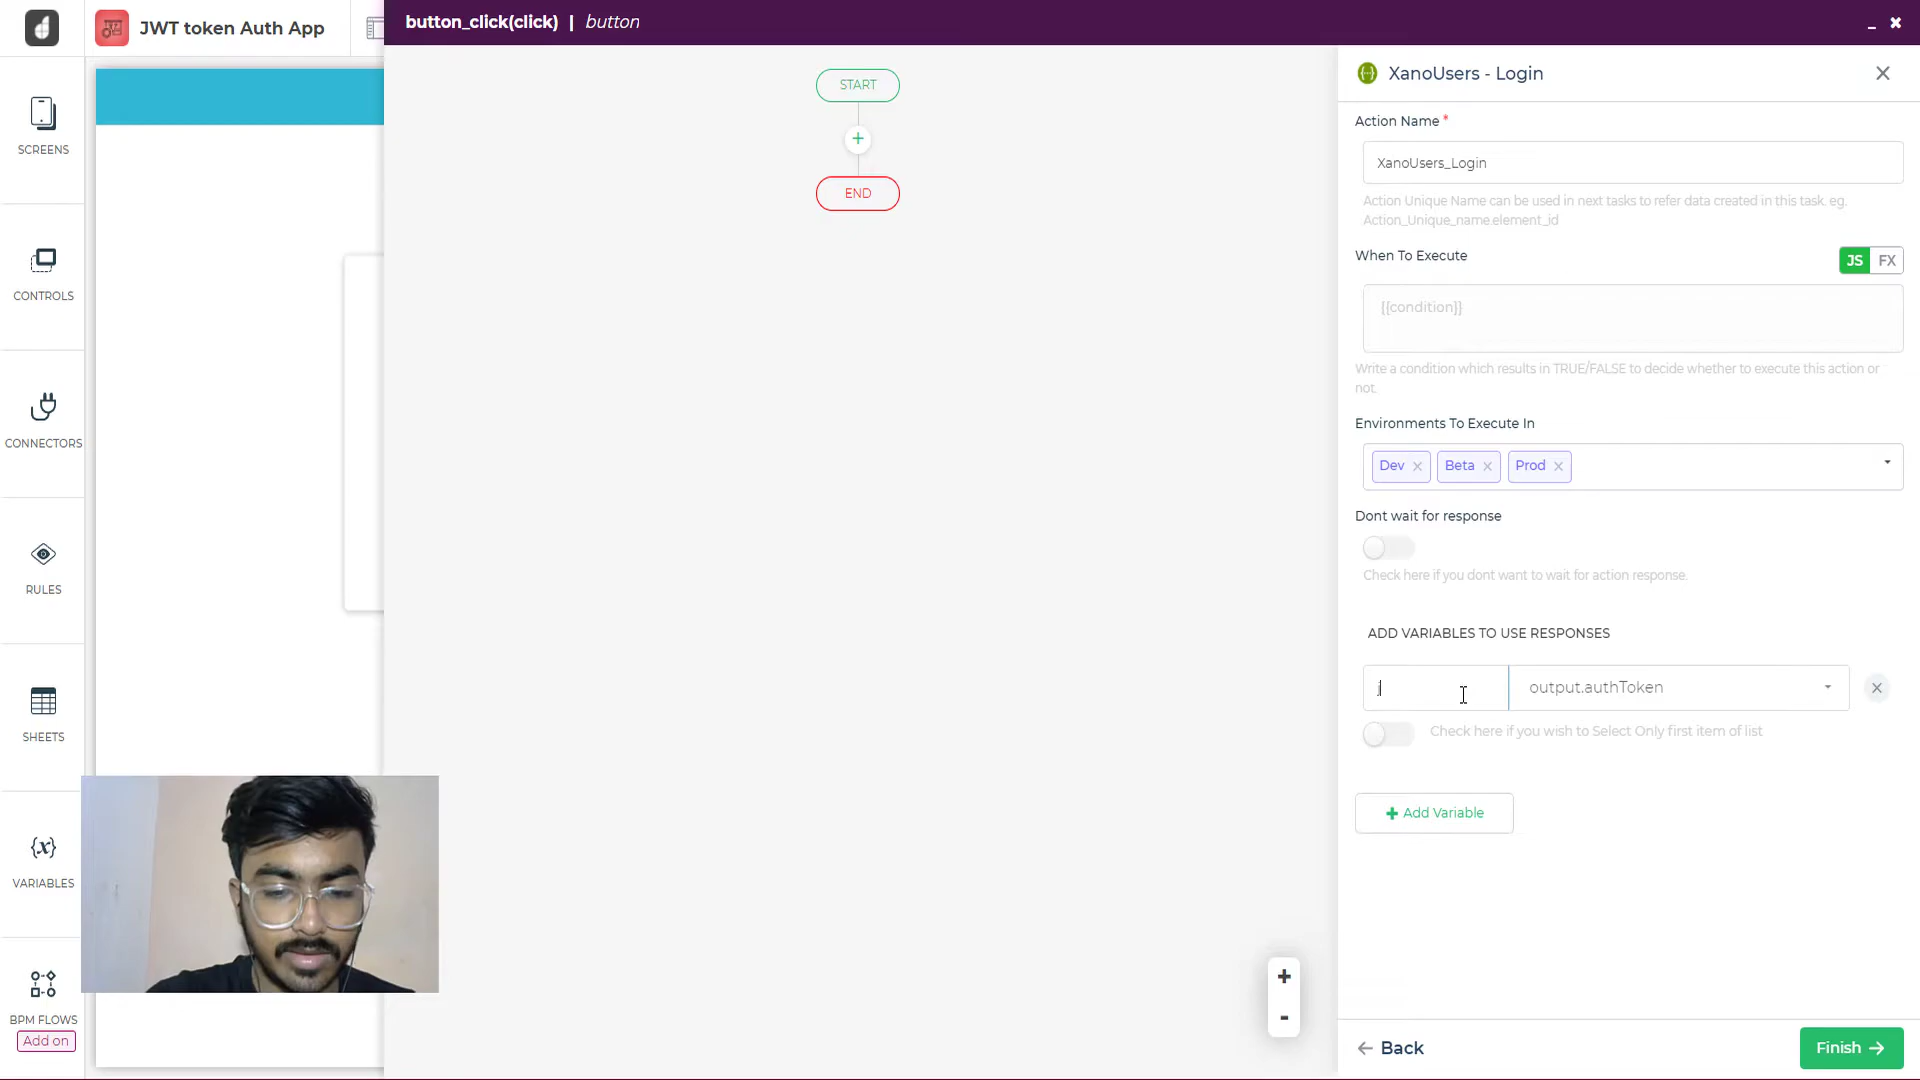 JWT token Auth App
button_click(click) | button
SCREENS
CONTROLS
CONNECTORS
RULES
SHEETS
{x}
VARIABLES
BPM FLOWS
Add on
START
+
END
+
-
XanoUsers - Login
Action Name *
XanoUsers_Login
Action Unique Name can be used in next tasks to refer data created in this task. eg.
Action_Unique_name.element_id
When To Execute
JS FX
{{condition}}
Write a condition which results in TRUE/FALSE to decide whether to execute this action or
not.
Environments To Execute In
Dev Beta Prod
Dont wait for response
Check here if you dont want to wait for action response.
ADD VARIABLES TO USE RESPONSES
j output.authToken
Check here if you wish to Select Only first item of list
+ Add Variable
Back
Finish